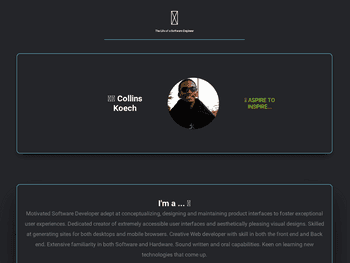 The Life of a Software Engineer
Collins
Koech
ASPIRE TO
INSPIRE...
I'm a ...
Motivated Software Developer adept at conceptualizing, designing and maintaining product interfaces to foster exceptional
user experiences. Dedicated creator of extremely accessible user interfaces and aesthetically pleasing visual designs. Skilled
at generating sites for both desktops and mobile browsers. Creative Web developer with skill in both the front end and Back
end. Extensive familiarity in both Software and Hardware. Sound written and oral capabilities. Keen on learning new
technologies that come up